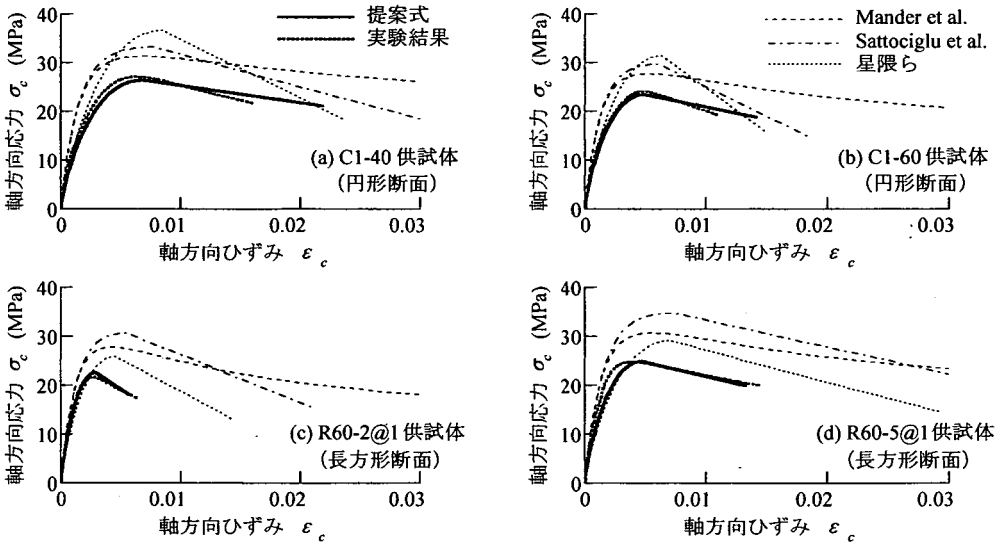 提案式
実験結果
Mander et al.
Sattociglu et al.
星隈ら
軸方向応力 σc (MPa)
40
30
20
10
0
(a) C1-40 供試体
（円形断面）
0 0.01 0.02 0.03
軸方向ひずみ εc
軸方向応力 σc (MPa)
40
30
20
10
0
(b) C1-60 供試体
（円形断面）
0 0.01 0.02 0.03
軸方向ひずみ εc
軸方向応力 σc (MPa)
40
30
20
10
0
(c) R60-2@1供試体
（長方形断面）
0 0.01 0.02 0.03
軸方向ひずみ εc
軸方向応力 σc (MPa)
40
30
20
10
0
(d) R60-5@1供試体
（長方形断面）
0 0.01 0.02 0.03
軸方向ひずみ εc